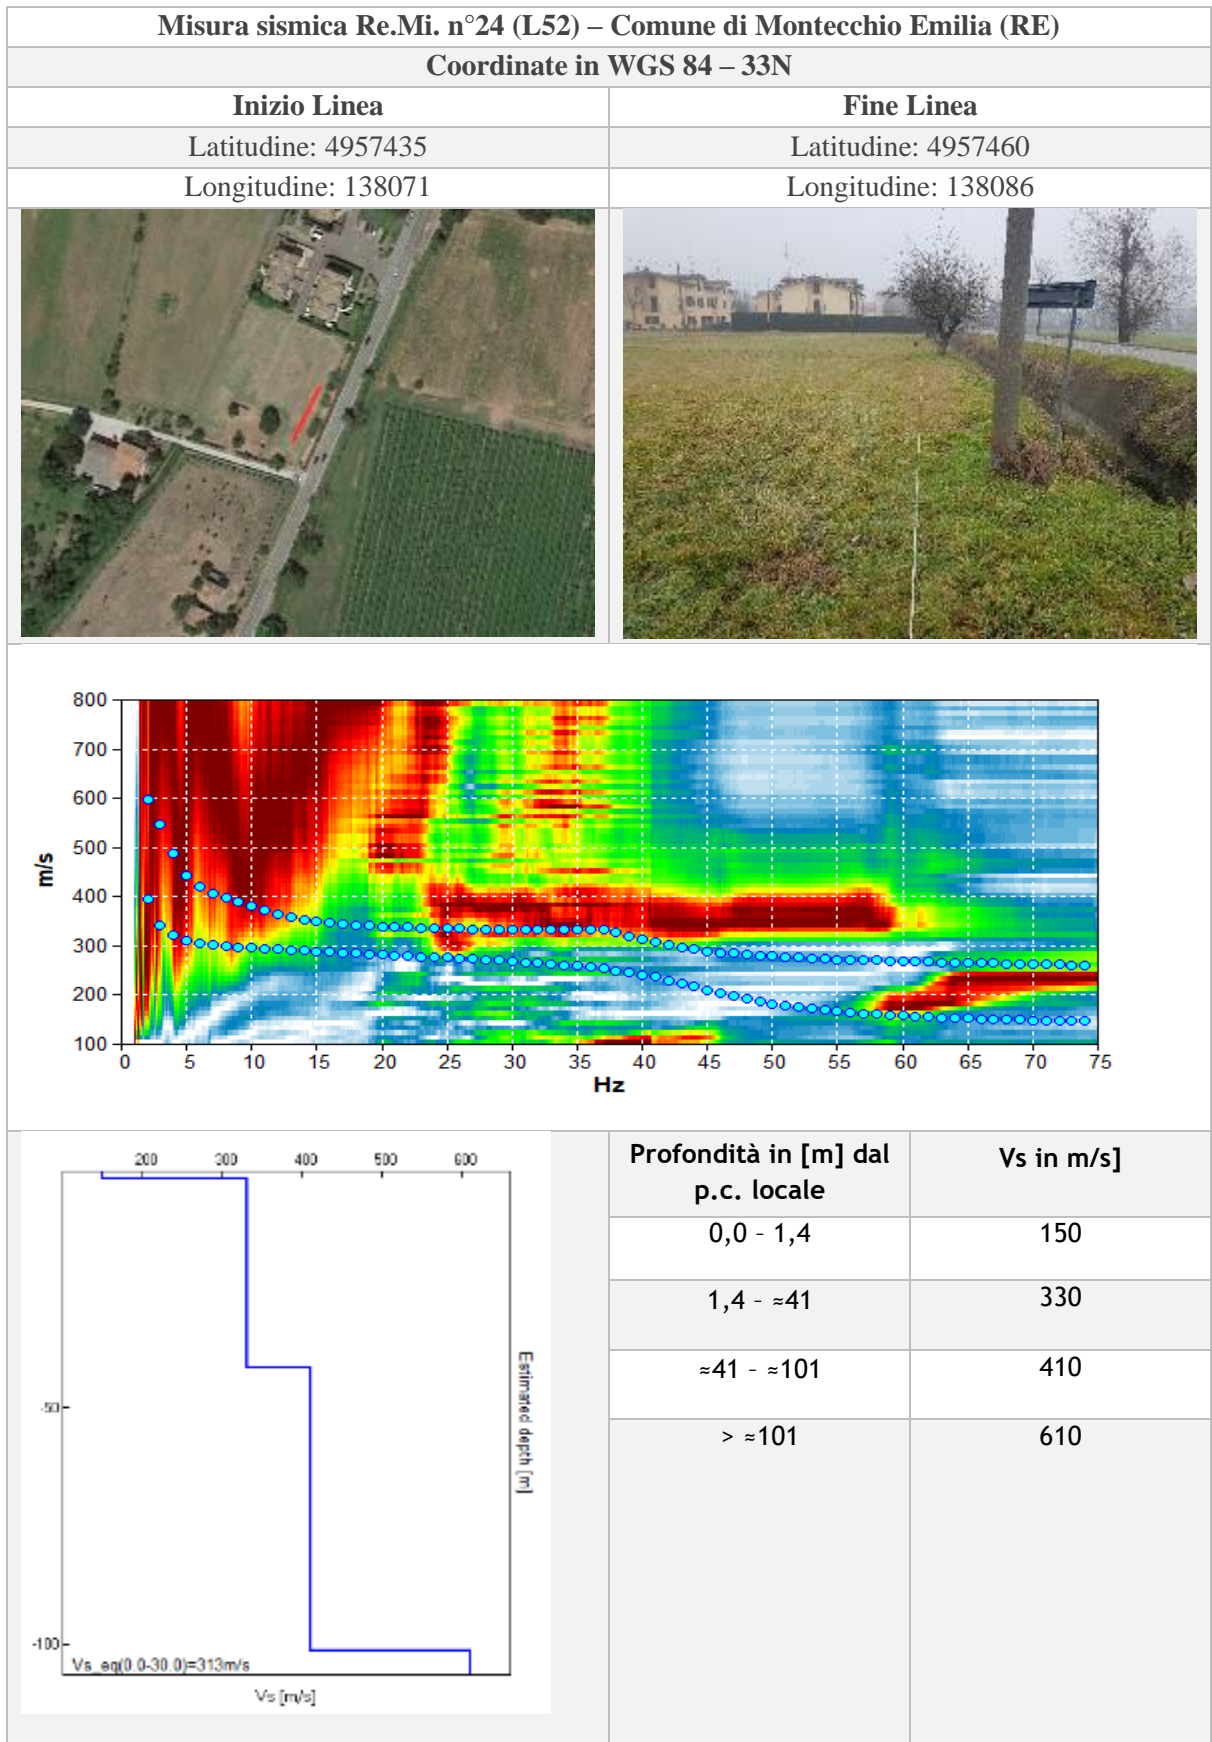 Misura sismica Re.Mi. n°24 (L52) – Comune di Montecchio Emilia (RE)
Coordinate in WGS 84 – 33N
Inizio Linea
Fine Linea
Latitudine: 4957435
Latitudine: 4957460
Longitudine: 138071
Longitudine: 138086
800
700
600
500
400
300
200
100
m/s
0 5 10 15 20 25 30 35 40 45 50 55 60 65 70 75
Hz
200 300 400 500 600
-50
-100
Estimated depth [m]
Vs_eq(0.0-30.0)=313m/s
Vs [m/s]
Profondità in [m] dal
p.c. locale
Vs in m/s]
0,0 – 1,4
150
1,4 – ≈41
330
≈41 – ≈101
410
> ≈101
610